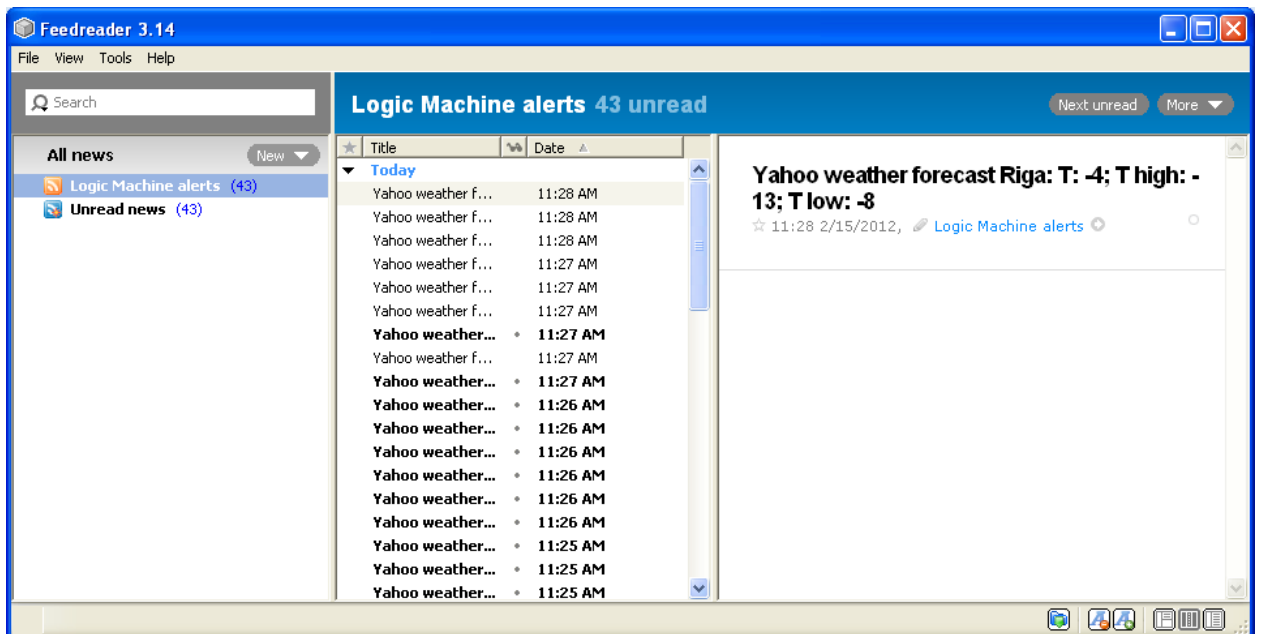 Feedreader 3.14
File View Tools Help
Search
Logic Machine alerts 43 unread
Next unread
More
All news
New
Logic Machine alerts (43)
Unread news (43)
Title Date
Today
Yahoo weather f... 11:28 AM
Yahoo weather f... 11:28 AM
Yahoo weather f... 11:28 AM
Yahoo weather f... 11:27 AM
Yahoo weather f... 11:27 AM
Yahoo weather f... 11:27 AM
Yahoo weather... 11:27 AM
Yahoo weather f... 11:27 AM
Yahoo weather... 11:27 AM
Yahoo weather... 11:26 AM
Yahoo weather... 11:26 AM
Yahoo weather... 11:26 AM
Yahoo weather... 11:26 AM
Yahoo weather... 11:26 AM
Yahoo weather... 11:26 AM
Yahoo weather... 11:25 AM
Yahoo weather... 11:25 AM
Yahoo weather... 11:25 AM
Yahoo weather forecast Riga: T: -4; T high: -
13; T low: -8
11:28 2/15/2012, Logic Machine alerts